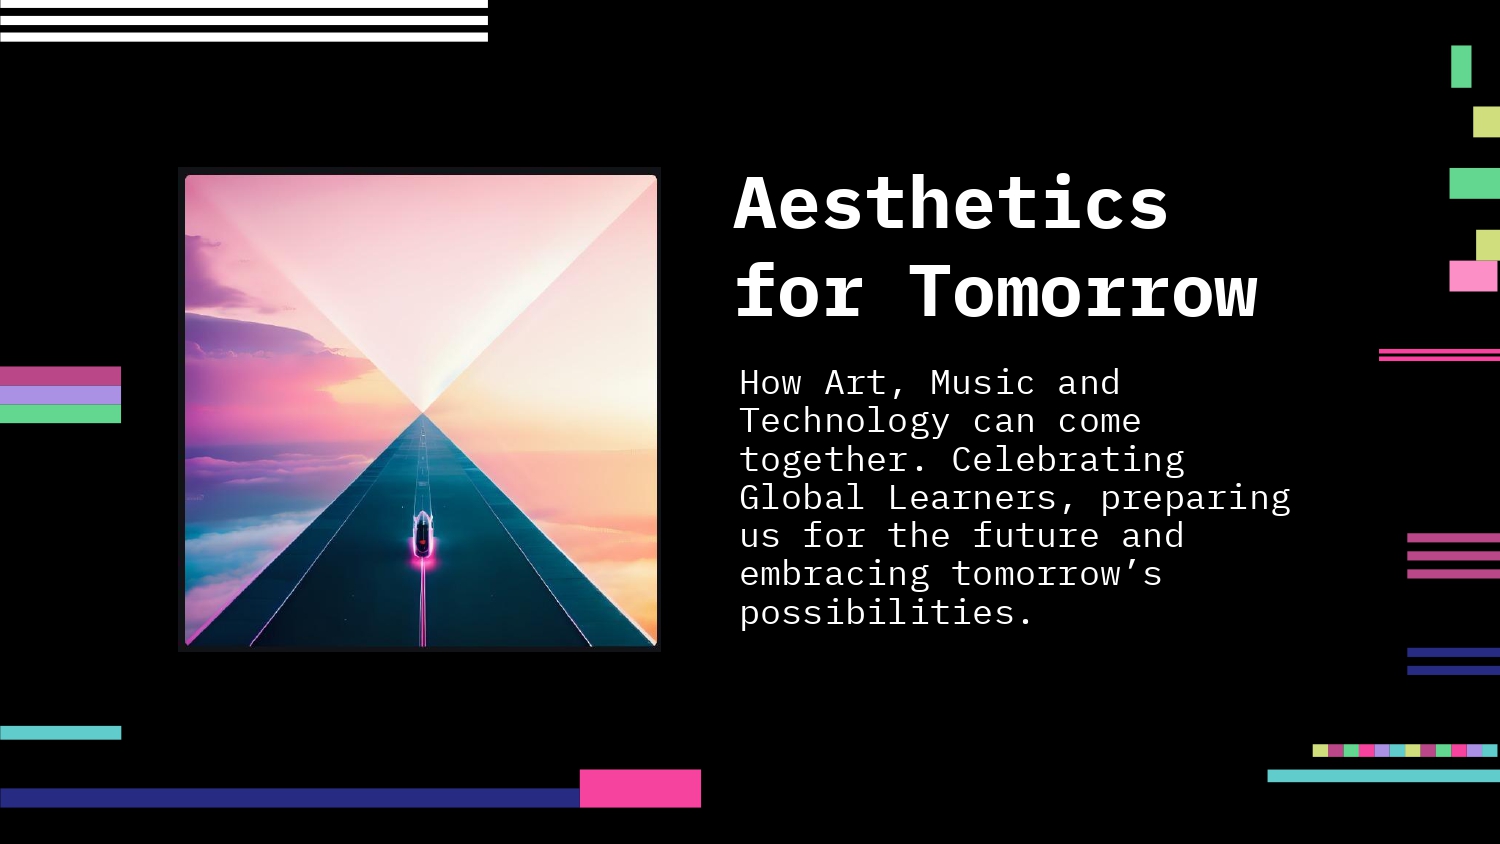 Aesthetics
for Tomorrow
How Art, Music and
Technology can come
together. Celebrating
Global Learners, preparing
us for the future and
embracing tomorrow’s
possibilities.